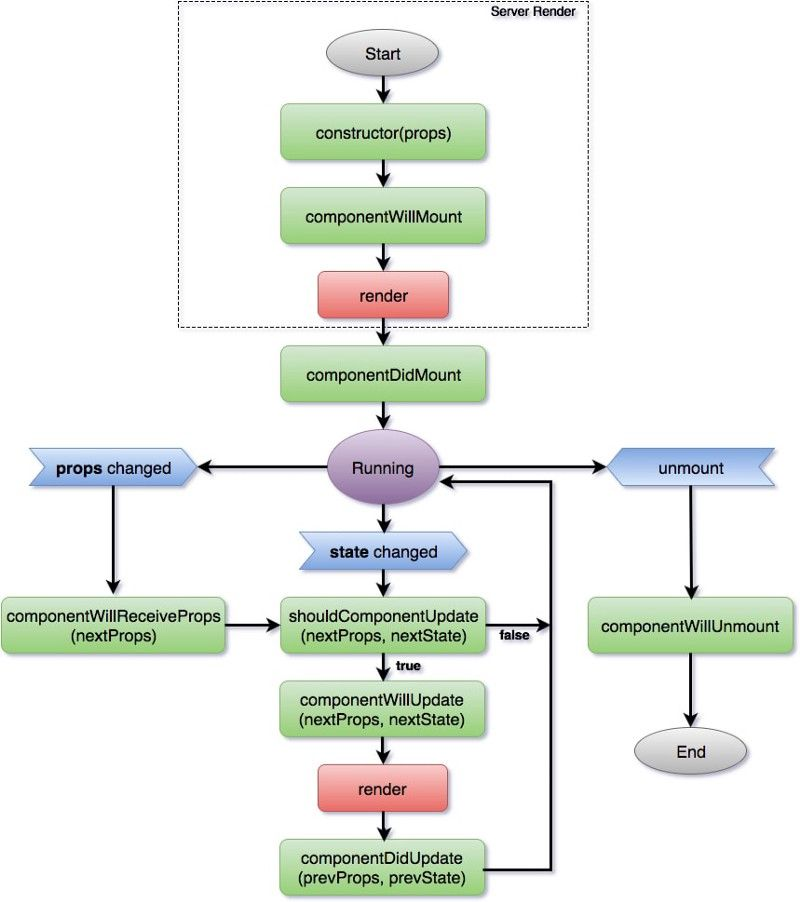 Server Render
Start
constructor(props)
componentWillMount
render
componentDidMount
props changed
Running
unmount
state changed
componentWillReceiveProps
(nextProps)
shouldComponentUpdate
(nextProps, nextState)
false
componentWillUnmount
true
componentWillUpdate
(nextProps, nextState)
End
render
componentDidUpdate
(prevProps, prevState)